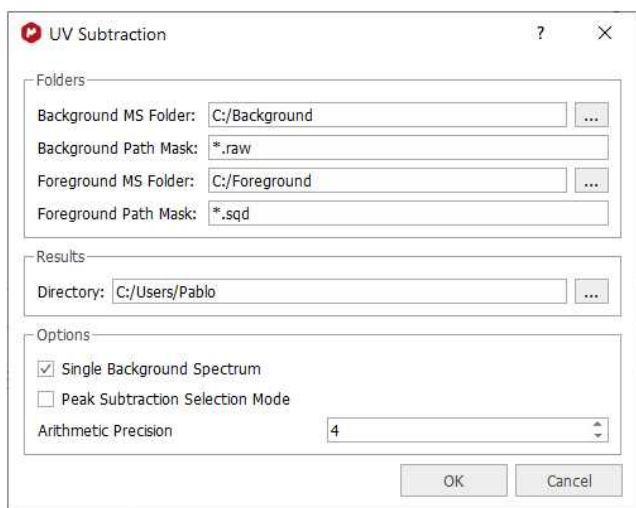 UV Subtraction ?
Folders
Background MS Folder: C:/Background ...
Background Path Mask: *.raw
Foreground MS Folder: C:/Foreground ...
Foreground Path Mask: *.sqd
Results
Directory: C:/Users/Pablo ...
Options
Single Background Spectrum
Peak Subtraction Selection Mode
Arithmetic Precision 4
OK Cancel